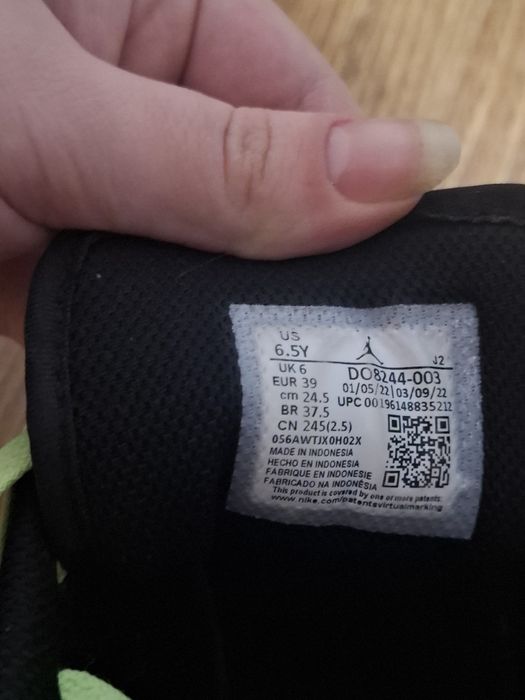 US
6.5Y
J2
UK 6
DO8244-003
EUR 39
01/05/22 03/09/22
cm 24.5
UPC 00196148835212
BR 37.5
CN 245(2.5)
056AWTJX0H02X
MADE IN INDONESIA
HECHO EN INDONESIA
FABRIQUE EN INDONESIE
FABRICADO NA INDONÉSIA
This product is covered by one or more patents:
www.nike.com/patentsvirtualmarking